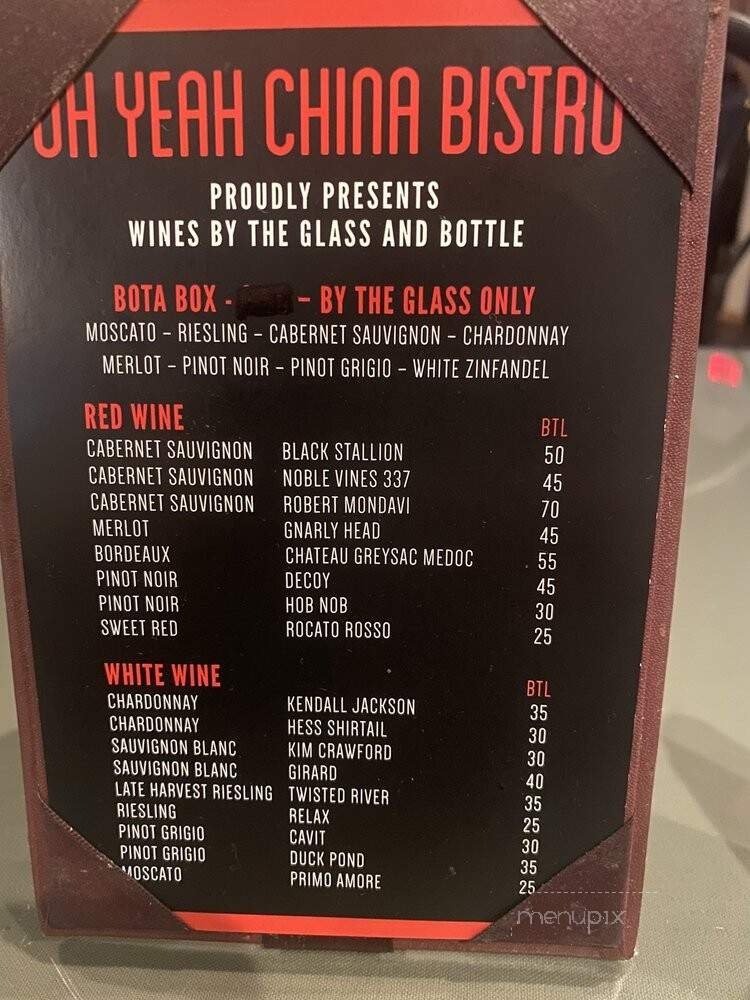 OH YEAH CHINA BISTRO
PROUDLY PRESENTS
WINES BY THE GLASS AND BOTTLE
BOTA BOX - – BY THE GLASS ONLY
MOSCATO – RIESLING – CABERNET SAUVIGNON – CHARDONNAY
MERLOT – PINOT NOIR – PINOT GRIGIO – WHITE ZINFANDEL
RED WINE BTL
CABERNET SAUVIGNON BLACK STALLION 50
CABERNET SAUVIGNON NOBLE VINES 337 45
CABERNET SAUVIGNON ROBERT MONDAVI 70
MERLOT GNARLY HEAD 45
BORDEAUX CHATEAU GREYSAC MEDOC 55
PINOT NOIR DECOY 45
PINOT NOIR HOB NOB 30
SWEET RED ROCATO ROSSO 25
WHITE WINE BTL
CHARDONNAY KENDALL JACKSON 35
CHARDONNAY HESS SHIRTAIL 30
SAUVIGNON BLANC KIM CRAWFORD 30
SAUVIGNON BLANC GIRARD 40
LATE HARVEST RIESLING TWISTED RIVER 35
RIESLING RELAX 25
PINOT GRIGIO CAVIT 30
PINOT GRIGIO DUCK POND 35
MOSCATO PRIMO AMORE 25
menupix